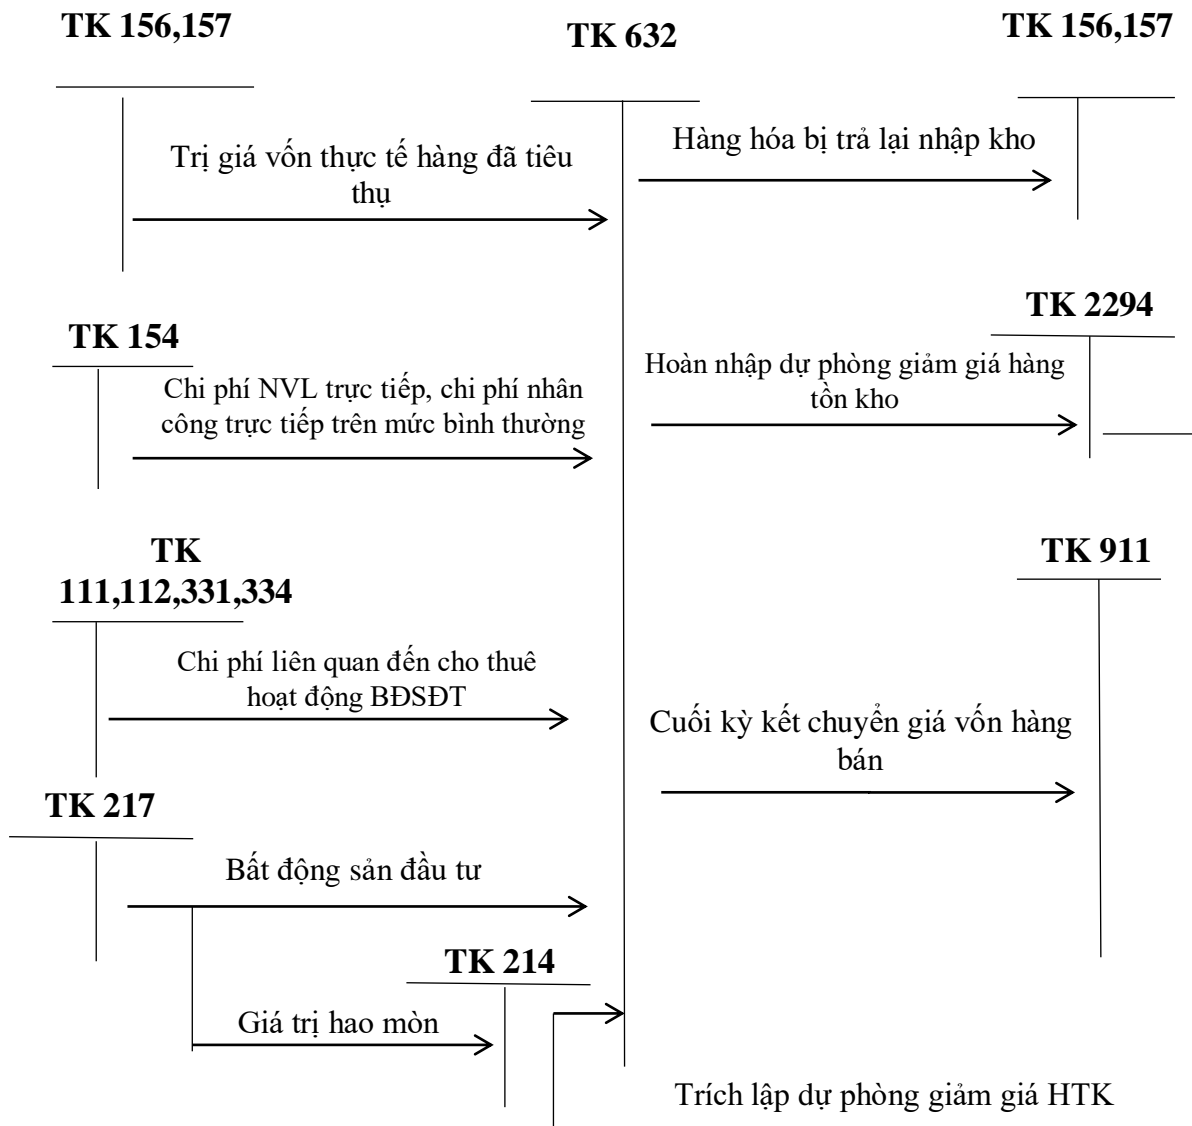 TK 156,157
TK 632
TK 156,157
Trị giá vốn thực tế hàng đã tiêu
thụ
Hàng hóa bị trả lại nhập kho
TK 154
TK 2294
Chi phí NVL trực tiếp, chi phí nhân
công trực tiếp trên mức bình thường
Hoàn nhập dự phòng giảm giá hàng
tồn kho
TK
111,112,331,334
TK 911
Chi phí liên quan đến cho thuê
hoạt động BĐSĐT
Cuối kỳ kết chuyển giá vốn hàng
bán
TK 217
Bất động sản đầu tư
TK 214
Giá trị hao mòn
Trích lập dự phòng giảm giá HTK